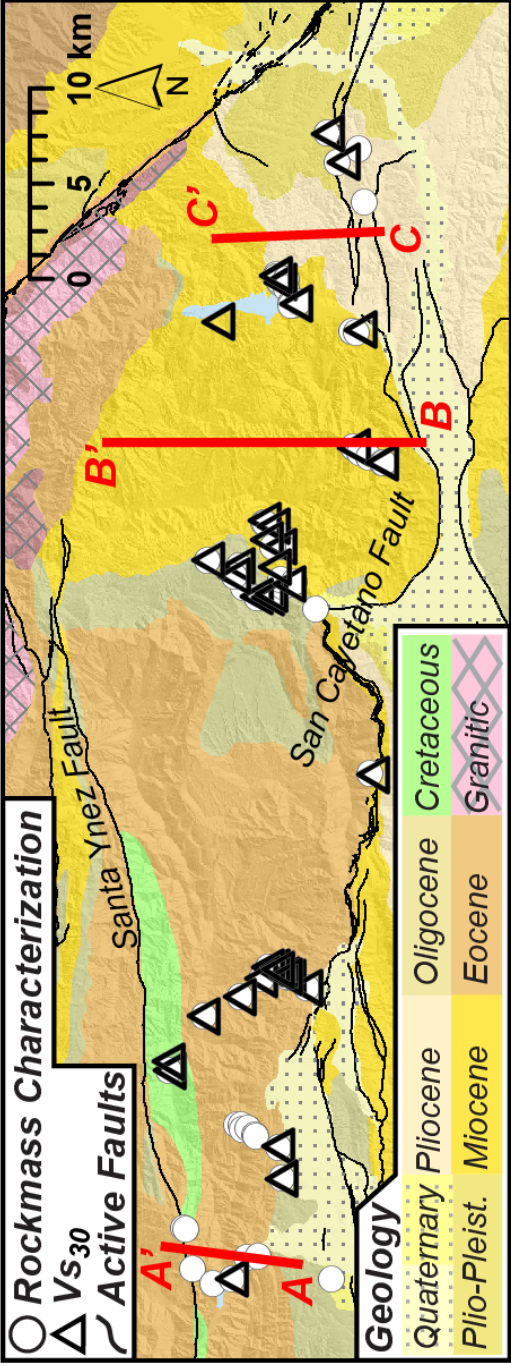 Rockmass Characterization
Vs30
Active Faults
0 5 10 km
N
Santa Ynez Fault
San Cayetano Fault
A'
A
B'
B
C'
C
Geology
Quaternary Pliocene Oligocene Cretaceous
Plio-Pleist. Miocene Eocene Granitic